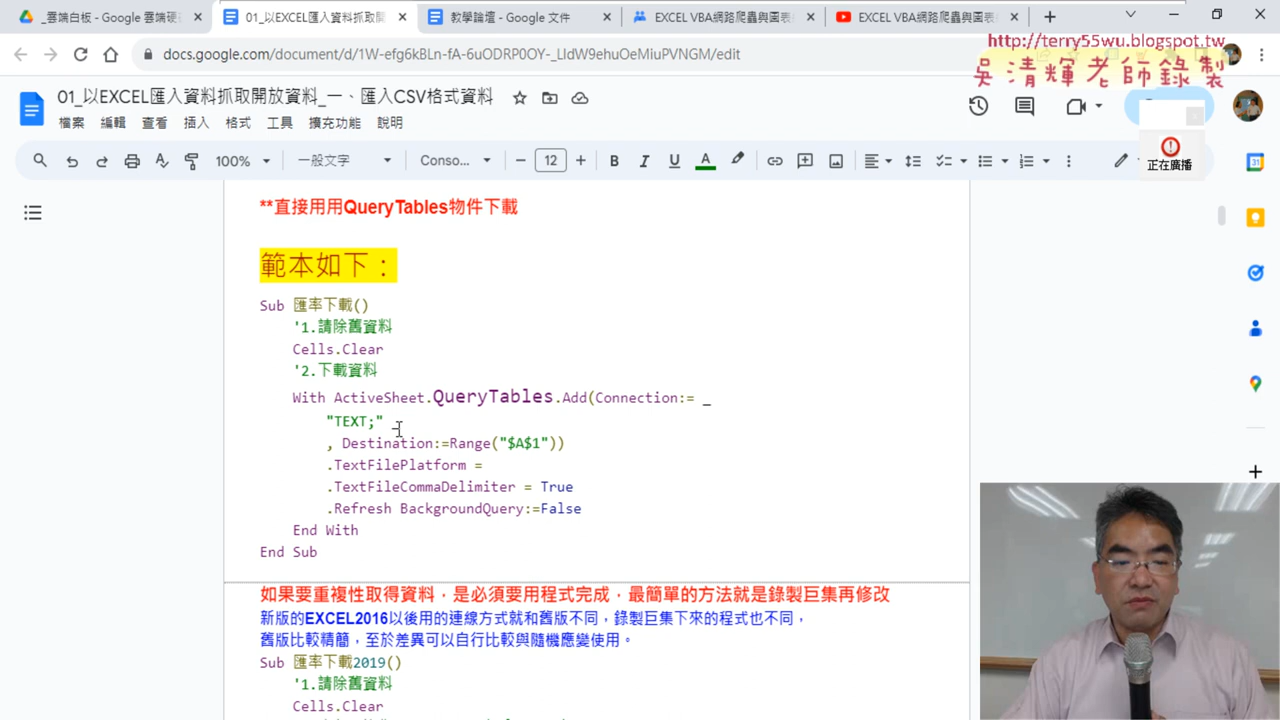 _雲端白板 - Google 雲端硬
01_以EXCEL匯入資料抓取開
教學論壇 - Google 文件
EXCEL VBA網路爬蟲與圖表
EXCEL VBA網路爬蟲與圖表
docs.google.com/document/d/1W-efg6kBLn-fA-6uODRP0OY-_LIdW9ehuOeMiuPVNGM/edit
http://terry55wu.blogspot.tw
吳清輝老師錄製
01_以EXCEL匯入資料抓取開放資料_一、匯入CSV格式資料
檔案 編輯 查看 插入 格式 工具 擴充功能 說明
正在廣播
100% 一般文字 Conso... 12 B I U A
**直接用用QueryTables物件下載
範本如下：
Sub 匯率下載()
'1.請除舊資料
Cells.Clear
'2.下載資料
With ActiveSheet.QueryTables.Add(Connection:= _
"TEXT;" _
, Destination:=Range("$A$1"))
.TextFilePlatform =
.TextFileCommaDelimiter = True
.Refresh BackgroundQuery:=False
End With
End Sub
如果要重複性取得資料，是必須要用程式完成，最簡單的方法就是錄製巨集再修改
新版的EXCEL2016以後用的連線方式就和舊版不同，錄製巨集下來的程式也不同，
舊版比較精簡，至於差異可以自行比較與隨機應變使用。
Sub 匯率下載2019()
'1.請除舊資料
Cells.Clear